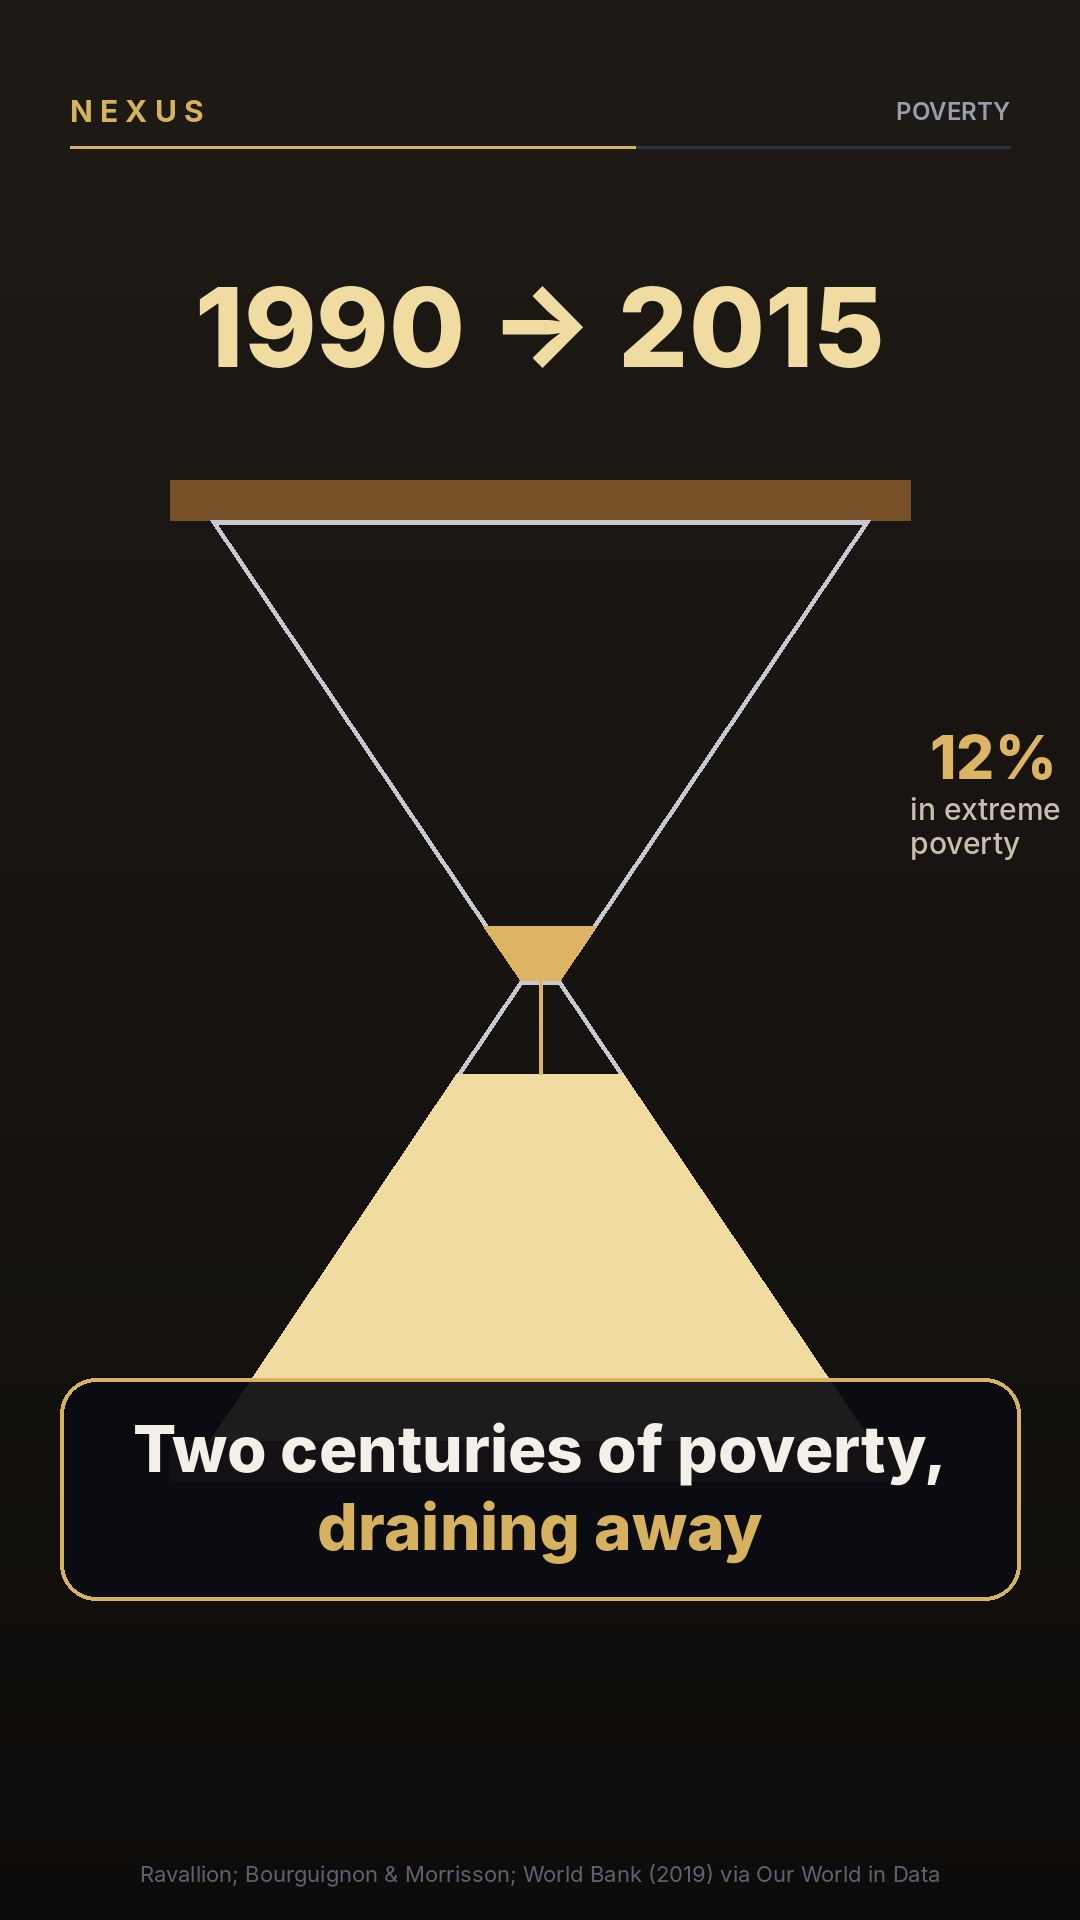 NEXUS
POVERTY
1990 → 2015
12%
in extreme
poverty
Two centuries of poverty,
draining away
Ravallion; Bourguignon & Morrisson; World Bank (2019) via Our World in Data